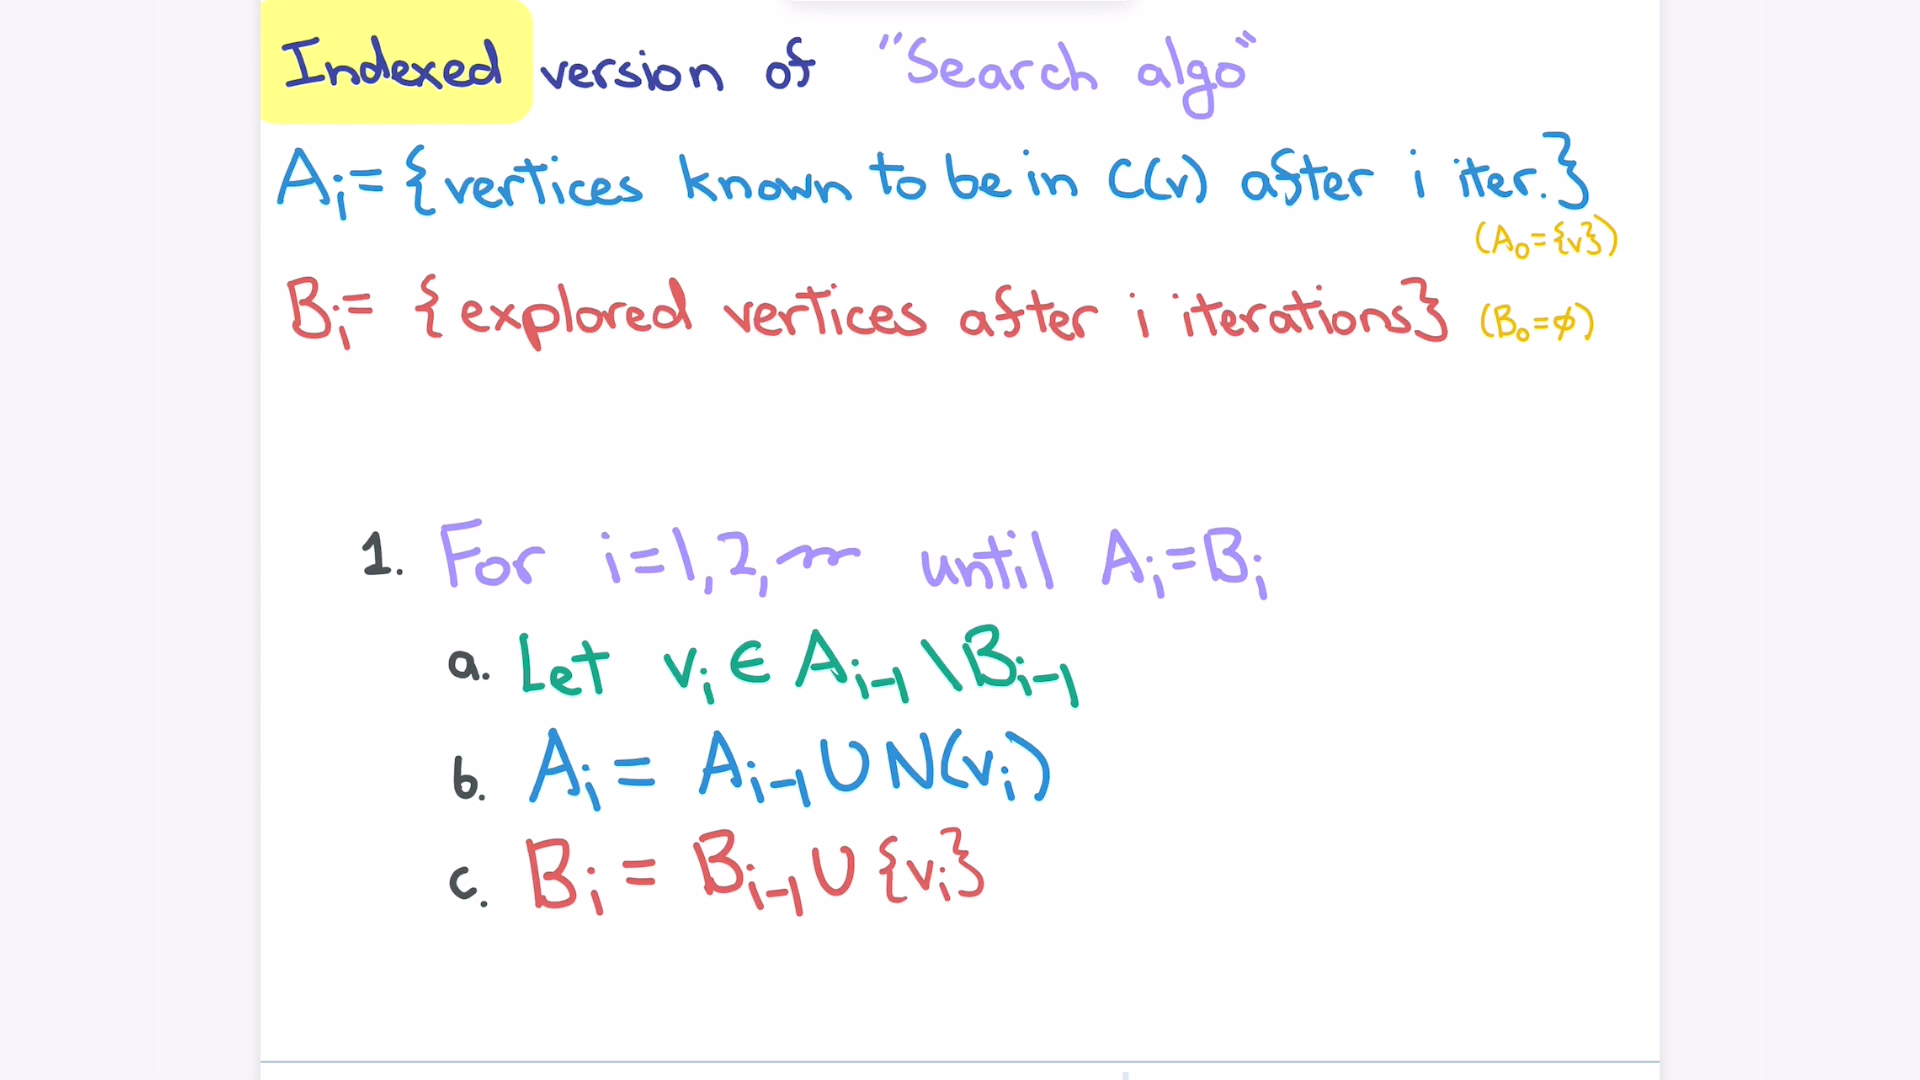 Indexed version of "Search algo"
Aᵢ = {vertices known to be in C(v) after i iter.}
(A₀={v})
Bᵢ = {explored vertices after i iterations} (B₀=∅)
1. For i=1,2,~ until Aᵢ=Bᵢ
a. Let vᵢ ∈ Aᵢ₋₁ \ Bᵢ₋₁
b. Aᵢ = Aᵢ₋₁ ∪ N(vᵢ)
c. Bᵢ = Bᵢ₋₁ ∪ {vᵢ}